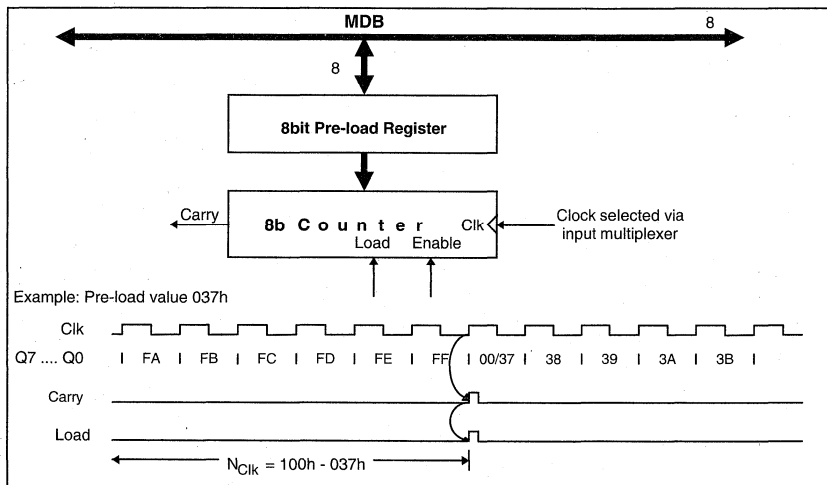 MDB
8
8
8bit Pre-load Register
Carry
8b Counter
Clk
Load Enable
Clock selected via
input multiplexer
Example: Pre-load value 037h
Clk
Q7 .... Q0 | FA | FB | FC | FD | FE | FF | 00/37 | 38 | 39 | 3A | 3B |
Carry
Load
NClk = 100h - 037h